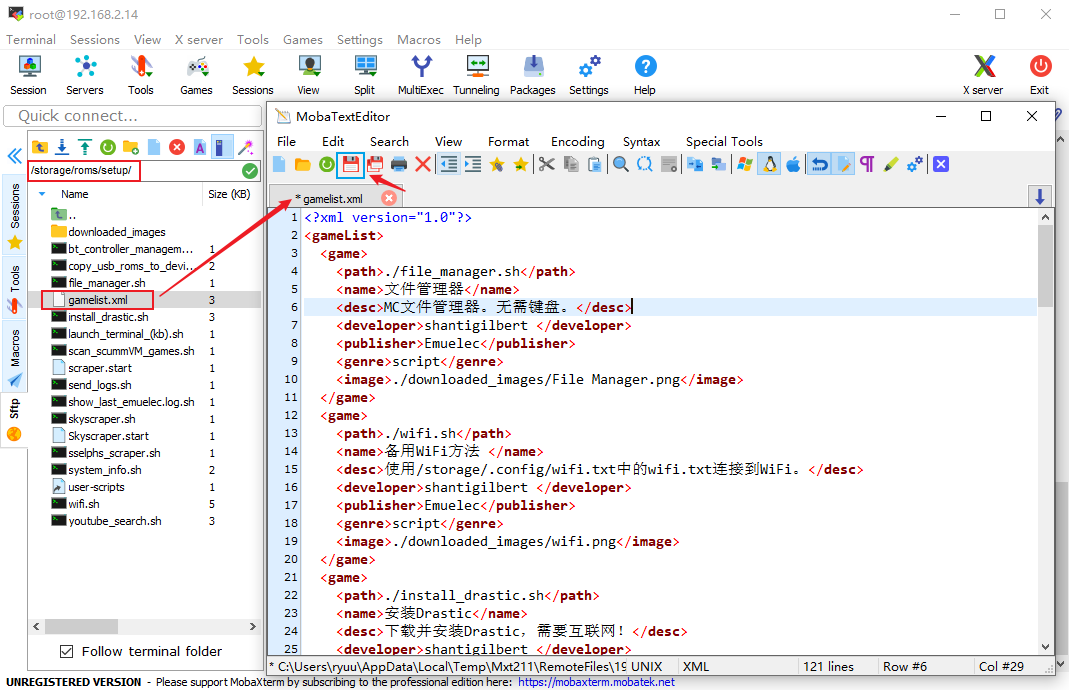 root@192.168.2.14
Terminal Sessions View X server Tools Games Settings Macros Help
Session Servers Tools Games Sessions View Split MultiExec Tunneling Packages Settings Help X server Exit
Quick connect...
/storage/roms/setup/
Name Size (KB)
..
downloaded_images
bt_controller_managem... 1
copy_usb_roms_to_devi... 2
file_manager.sh 1
gamelist.xml 3
install_drastic.sh 3
launch_terminal_(kb).sh 1
scan_scummVM_games.sh 1
scraper.start 1
send_logs.sh 1
show_last_emuelec.log.sh 1
skyscraper.sh 1
Skyscraper.start 1
sselphs_scraper.sh 1
system_info.sh 2
user-scripts 1
wifi.sh 5
youtube_search.sh 3
Sessions
Tools
Macros
Sftp
Follow terminal folder
MobaTextEditor
File Edit Search View Format Encoding Syntax Special Tools
* gamelist.xml
1 <?xml version="1.0"?>
2 <gameList>
3 <game>
4 <path>./file_manager.sh</path>
5 <name>文件管理器</name>
6 <desc>MC文件管理器。无需键盘。</desc>
7 <developer>shantigilbert </developer>
8 <publisher>Emuelec</publisher>
9 <genre>script</genre>
10 <image>./downloaded_images/File Manager.png</image>
11 </game>
12 <game>
13 <path>./wifi.sh</path>
14 <name>备用WiFi方法 </name>
15 <desc>使用/storage/.config/wifi.txt中的wifi.txt连接到WiFi。</desc>
16 <developer>shantigilbert </developer>
17 <publisher>Emuelec</publisher>
18 <genre>script</genre>
19 <image>./downloaded_images/wifi.png</image>
20 </game>
21 <game>
22 <path>./install_drastic.sh</path>
23 <name>安装Drastic</name>
24 <desc>下载并安装Drastic，需要互联网！</desc>
25 <developer>shantigilbert </developer>
* C:\Users\ryuu\AppData\Local\Temp\Mxt211\RemoteFiles\19 UNIX XML 121 lines Row #6 Col #29
UNREGISTERED VERSION - Please support MobaXterm by subscribing to the professional edition here: https://mobaxterm.mobatek.net